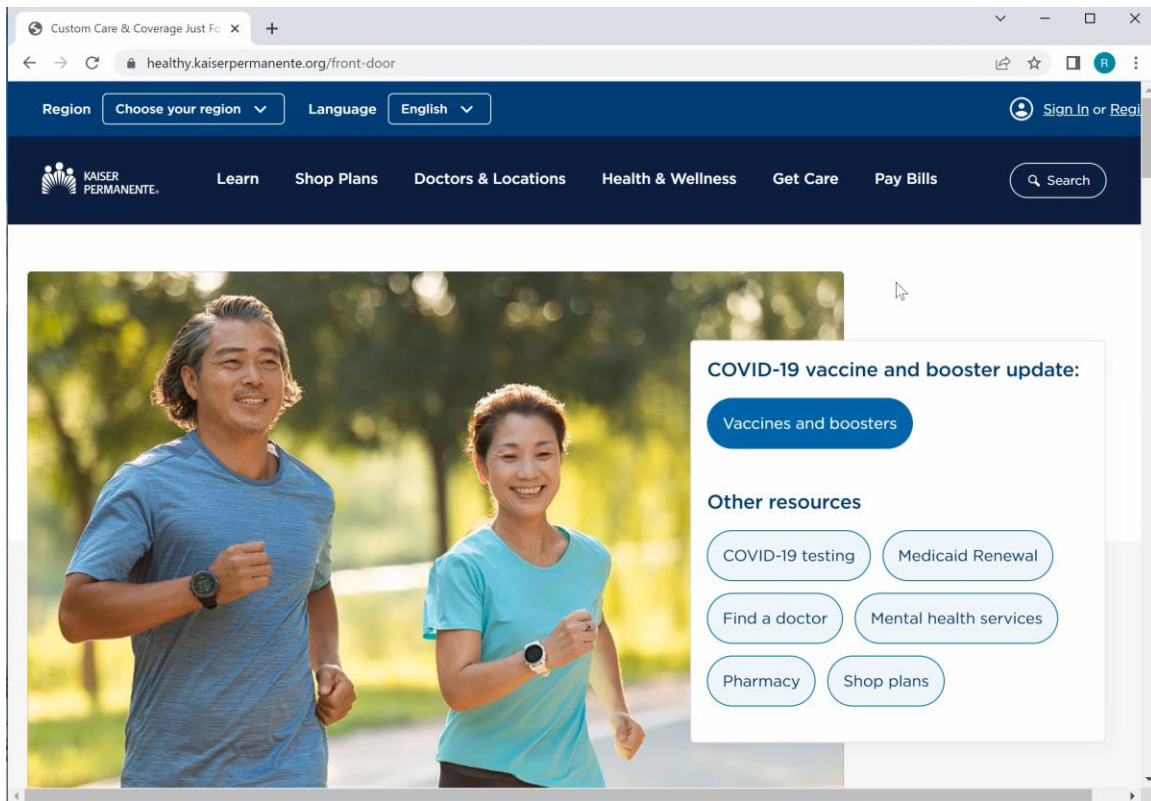 Custom Care & Coverage Just Fo
healthy.kaiserpermanente.org/front-door
R
Region Choose your region Language English Sign In or Regi
KAISER PERMANENTE®
Learn Shop Plans Doctors & Locations Health & Wellness Get Care Pay Bills Search
COVID-19 vaccine and booster update:
Vaccines and boosters
Other resources
COVID-19 testing Medicaid Renewal
Find a doctor Mental health services
Pharmacy Shop plans